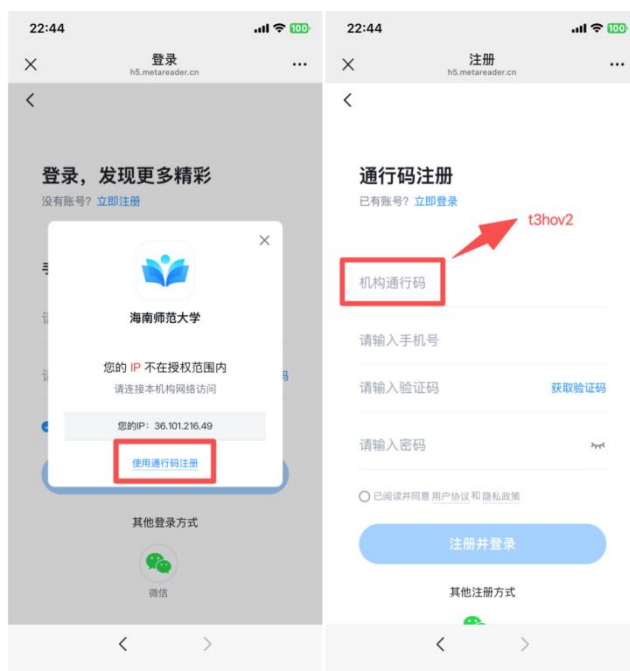 22:44
100
登录
h5.metareader.cn
登录，发现更多精彩
没有账号？ 立即注册
海南师范大学
您的 IP 不在授权范围内
请连接本机构网络访问
您的IP：36.101.216.49
使用通行码注册
其他登录方式
微信
22:44
100
注册
h5.metareader.cn
通行码注册
已有账号？ 立即登录
t3hov2
机构通行码
请输入手机号
请输入验证码
获取验证码
请输入密码
已阅读并同意 用户协议 和 隐私政策
注册并登录
其他注册方式